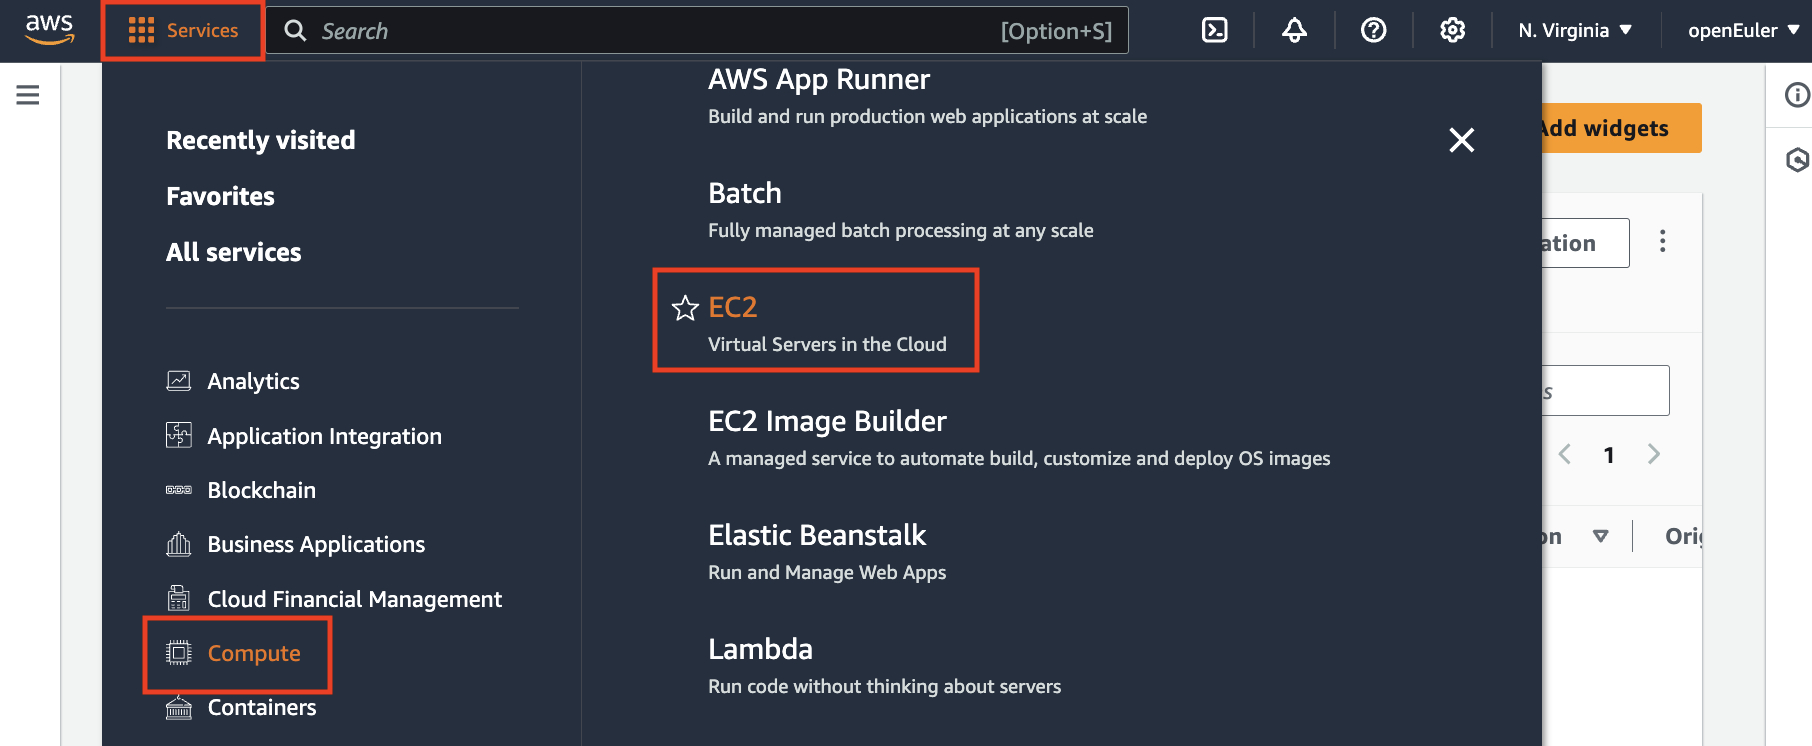 aws
Services
Search
[Option+S]
N. Virginia
openEuler
Recently visited
Favorites
All services
Analytics
Application Integration
Blockchain
Business Applications
Cloud Financial Management
Compute
Containers
AWS App Runner
Build and run production web applications at scale
Batch
Fully managed batch processing at any scale
EC2
Virtual Servers in the Cloud
EC2 Image Builder
A managed service to automate build, customize and deploy OS images
Elastic Beanstalk
Run and Manage Web Apps
Lambda
Run code without thinking about servers
Add widgets
ation
s
1
on
Orig